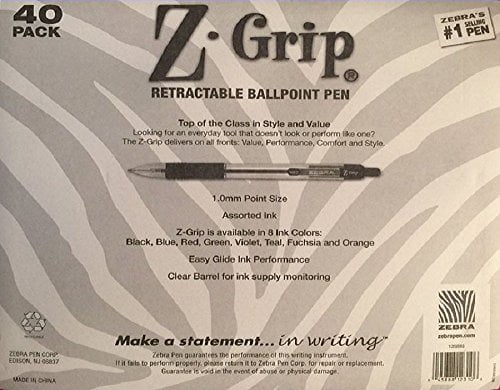 40
PACK
Z·Grip®
RETRACTABLE BALLPOINT PEN
ZEBRA'S
#1 SELLING
PEN
Top of the Class in Style and Value
Looking for an everyday tool that doesn't look or perform like one?
The Z-Grip delivers on all fronts: Value, Performance, Comfort and Style.
Z-Grip
1.0mm Point Size
Assorted Ink
Z-Grip is available in 8 Ink Colors:
Black, Blue, Red, Green, Violet, Teal, Fuchsia and Orange
Easy Glide Ink Performance
Clear Barrel for ink supply monitoring
ZEBRA
zebrapen.com
Make a statement... in writing™
ZEBRA PEN CORP.
EDISON, NJ 08837
MADE IN CHINA
Zebra Pen guarantees the performance of this writing instrument.
If it fails to perform properly, please return it to Zebra Pen Corp. for repair or replacement.
Guarantee is void in the event of abuse or physical damage.